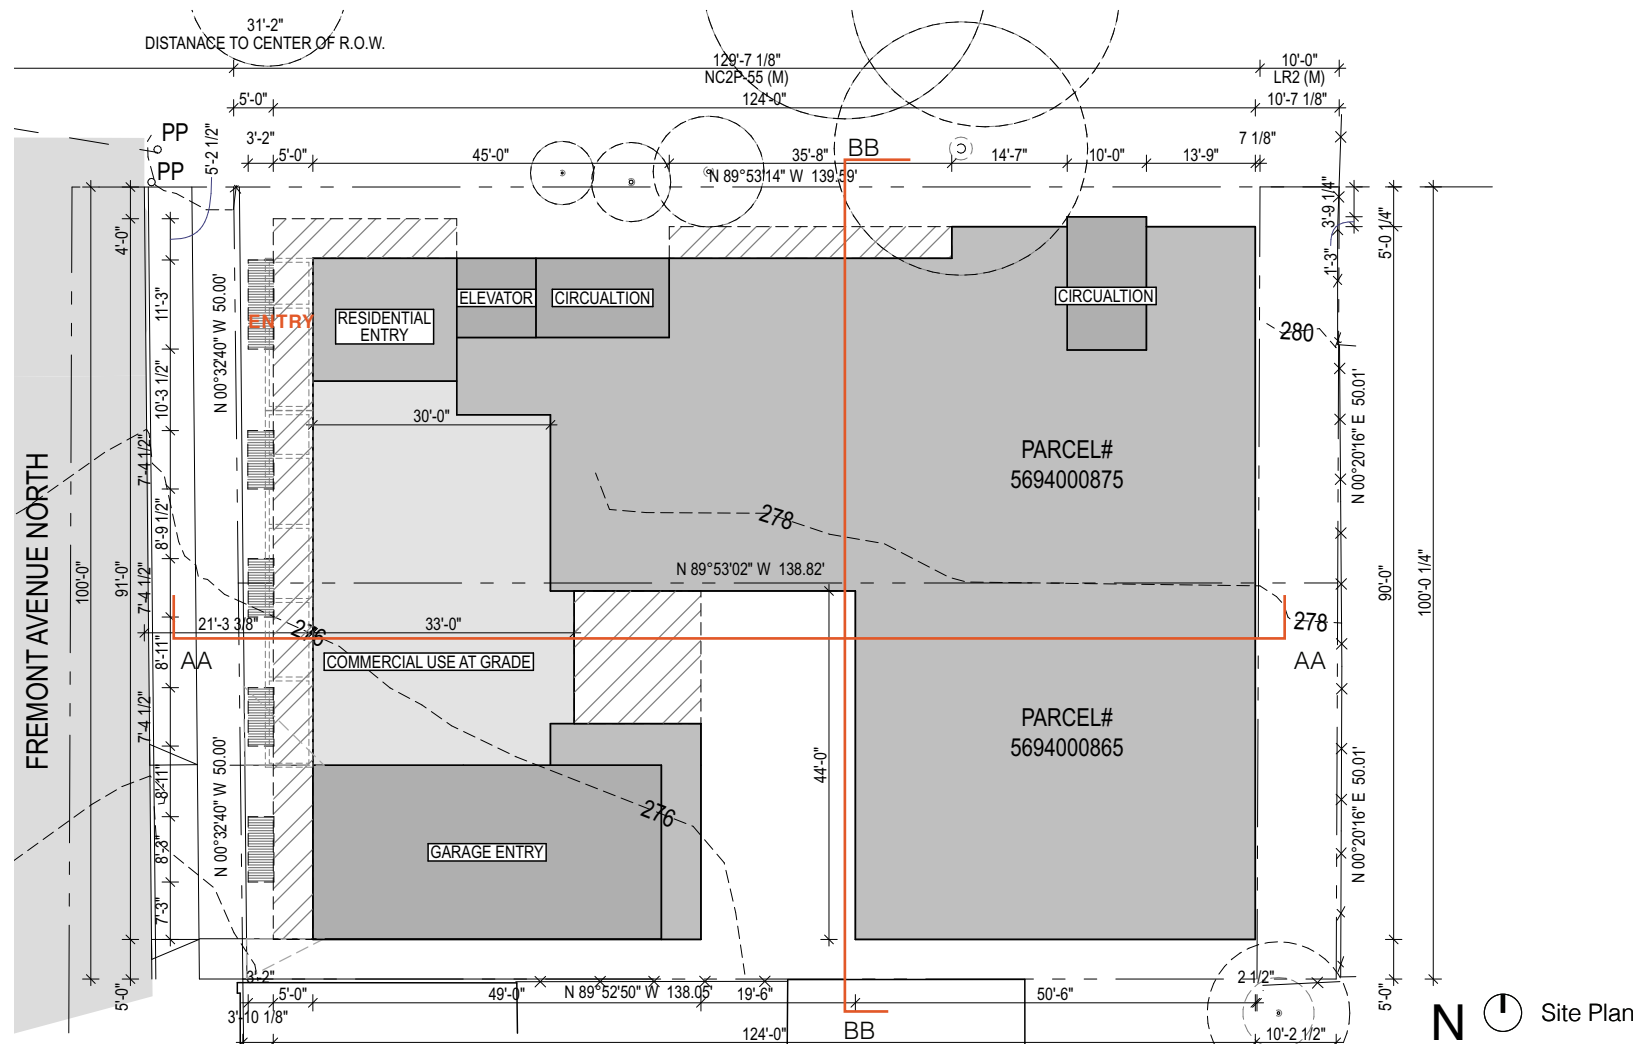 31'-2"
DISTANACE TO CENTER OF R.O.W.
129'-7 1/8"
NC2P-55 (M)
10'-0"
LR2 (M)
5'-0"
124'-0"
10'-7 1/8"
PP
5'-2 1/2"
3'-2"
7 1/8"
BB
5'-0"
45'-0"
35'-8"
14'-7"
10'-0"
13'-9"
PP
N 89°53'14" W 139.59'
3'-9 1/4"
4'-0"
5'-0 1/4"
1'-3"
ELEVATOR
CIRCUALTION
CIRCUALTION
11'-3"
N 00°32'40" W 50.00'
ENTRY
RESIDENTIAL
ENTRY
280
10'-3 1/2"
30'-0"
N 00°20'16" E 50.01'
PARCEL#
5694000875
7'-4 1/2"
FREMONT AVENUE NORTH
278
8'-9 1/2"
N 89°53'02" W 138.82'
100'-0"
91'-0"
7'-4 1/2"
90'-0"
100'-0 1/4"
21'-3 3/8"
276
33'-0"
278
8'-11"
AA
COMMERCIAL USE AT GRADE
AA
7'-4 1/2"
PARCEL#
5694000865
44'-0"
8'-11"
N 00°32'40" W 50.00'
276
N 00°20'16" E 50.01'
8'-3"
GARAGE ENTRY
7'-3"
3'-2"
2 1/2"
5'-0"
5'-0"
49'-0"
N 89°52'50" W 138.05'
19'-6"
50'-6"
5'-0"
3'-10 1/8"
N
Site Plan
124'-0"
BB
10'-2 1/2"